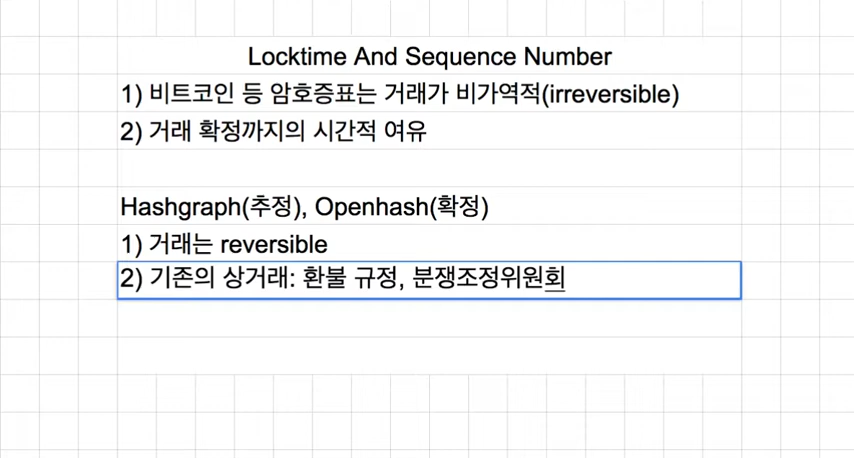 Locktime And Sequence Number
1) 비트코인 등 암호증표는 거래가 비가역적(irreversible)
2) 거래 확정까지의 시간적 여유
Hashgraph(추정), Openhash(확정)
1) 거래는 reversible
2) 기존의 상거래: 환불 규정, 분쟁조정위원회